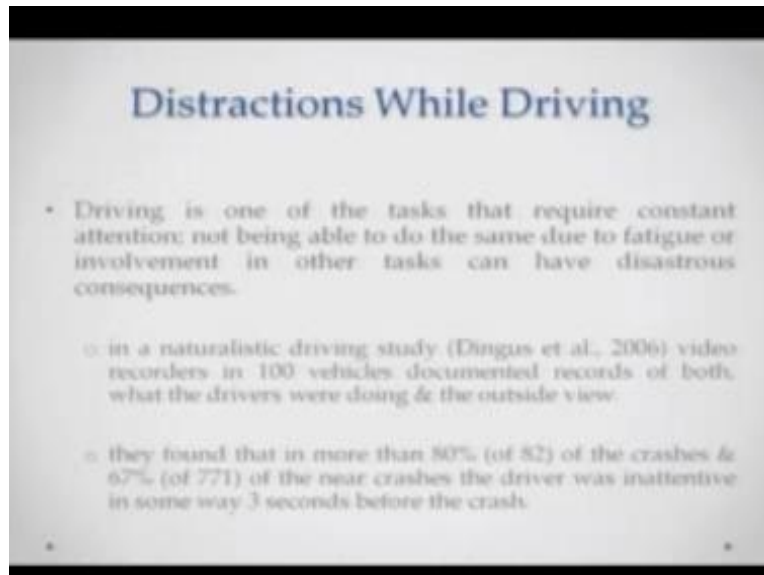 Distractions While Driving
• Driving is one of the tasks that require constant
attention; not being able to do the same due to fatigue or
involvement in other tasks can have disastrous
consequences.
o in a naturalistic driving study (Dingus et al., 2006) video
recorders in 100 vehicles documented records of both,
what the drivers were doing & the outside view.
o they found that in more than 80% (of 82) of the crashes &
67% (of 771) of the near crashes the driver was inattentive
in some way 3 seconds before the crash.